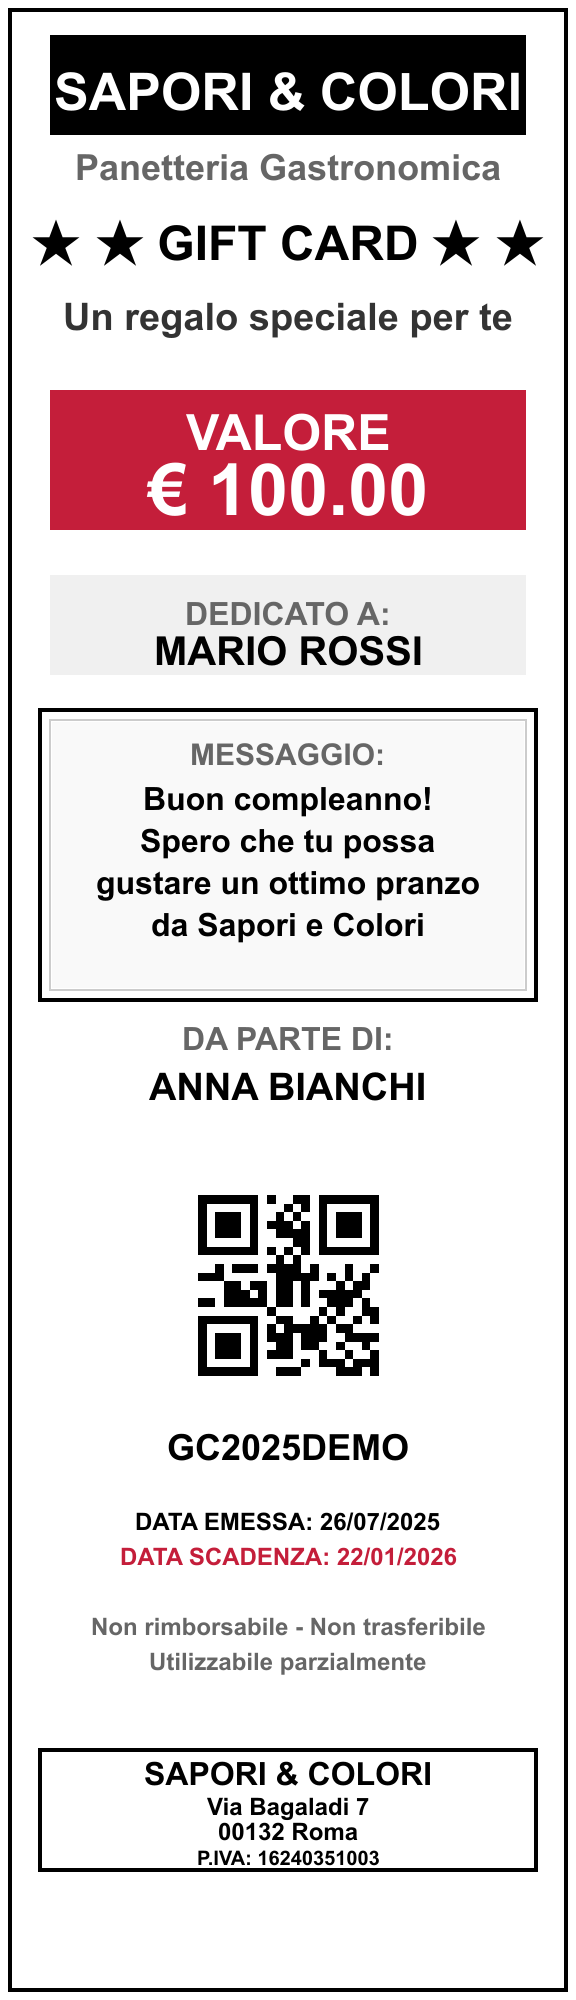 SAPORI & COLORI
Panetteria Gastronomica
★ ★ GIFT CARD ★ ★
Un regalo speciale per te
VALORE
€ 100.00
DEDICATO A:
MARIO ROSSI
MESSAGGIO:
Buon compleanno!
Spero che tu possa
gustare un ottimo pranzo
da Sapori e Colori
DA PARTE DI:
ANNA BIANCHI
GC2025DEMO
DATA EMESSA: 26/07/2025
DATA SCADENZA: 22/01/2026
Non rimborsabile - Non trasferibile
Utilizzabile parzialmente
SAPORI & COLORI
Via Bagaladi 7
00132 Roma
P.IVA: 16240351003